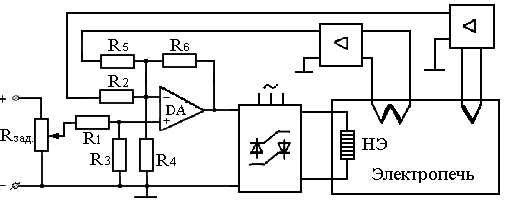 R5
R6
R2
DA
+
−
+
Rзад.
R1
R3
R4
−
~
НЭ
Электропечь